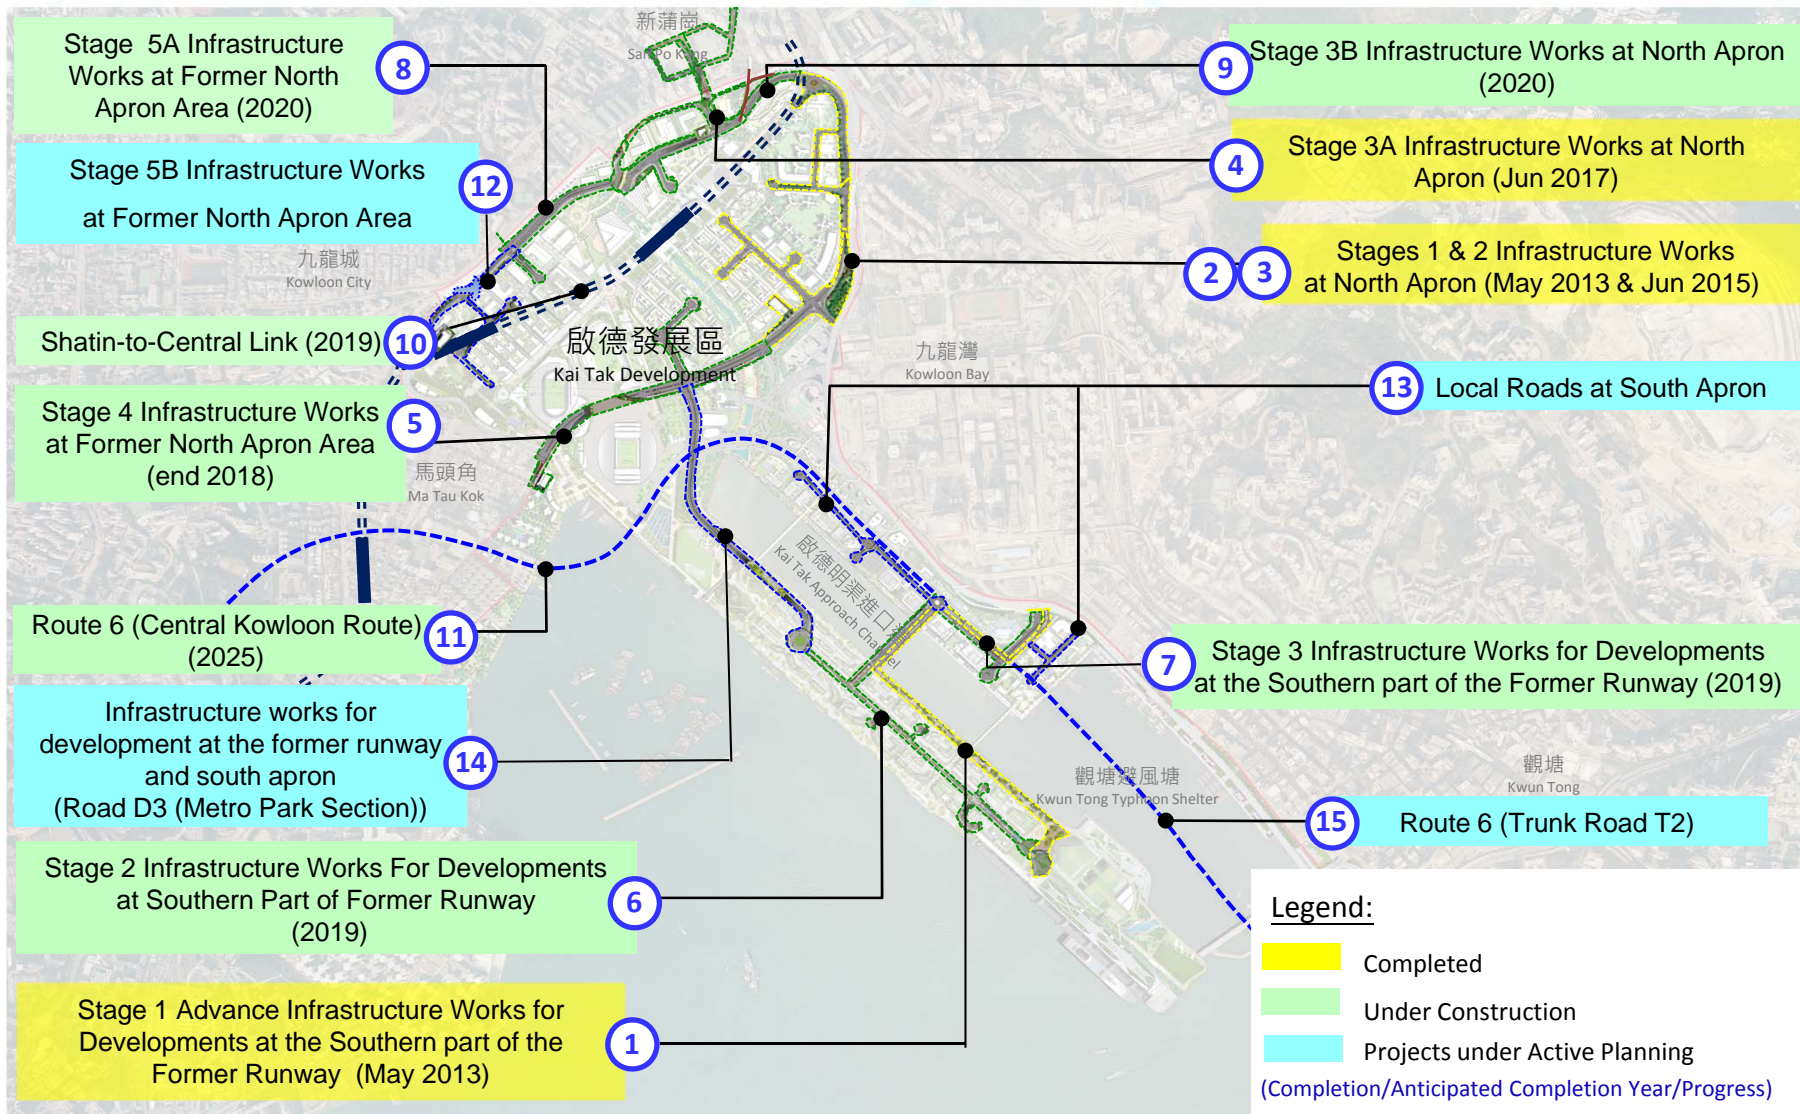 Stage 5A Infrastructure
Works at Former North
Apron Area (2020)
8
新蒲崗
San Po Kong
9
Stage 3B Infrastructure Works at North Apron
(2020)
4
Stage 3A Infrastructure Works at North
Apron (Jun 2017)
Stage 5B Infrastructure Works
at Former North Apron Area
12
九龍城
Kowloon City
2
3
Stages 1 & 2 Infrastructure Works
at North Apron (May 2013 & Jun 2015)
Shatin-to-Central Link (2019)
10
啟德發展區
Kai Tak Development
九龍灣
Kowloon Bay
13
Local Roads at South Apron
Stage 4 Infrastructure Works
at Former North Apron Area
(end 2018)
5
馬頭角
Ma Tau Kok
啟德明渠進口
Kai Tak Approach Channel
Route 6 (Central Kowloon Route)
(2025)
11
7
Stage 3 Infrastructure Works for Developments
at the Southern part of the Former Runway (2019)
Infrastructure works for
development at the former runway
and south apron
(Road D3 (Metro Park Section))
14
觀塘避風塘
Kwun Tong Typhoon Shelter
觀塘
Kwun Tong
15
Route 6 (Trunk Road T2)
Stage 2 Infrastructure Works For Developments
at Southern Part of Former Runway
(2019)
6
Stage 1 Advance Infrastructure Works for
Developments at the Southern part of the
Former Runway (May 2013)
1
Legend:
Completed
Under Construction
Projects under Active Planning
(Completion/Anticipated Completion Year/Progress)